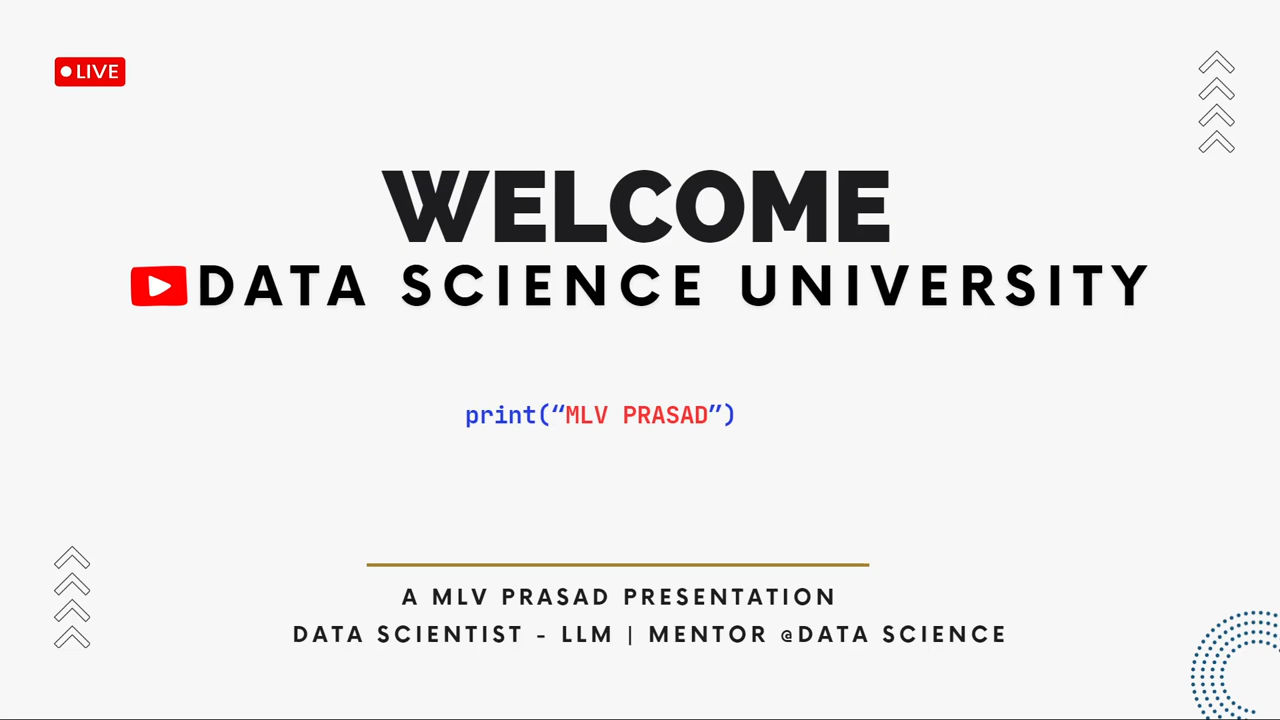 LIVE
WELCOME
DATA SCIENCE UNIVERSITY
print(“MLV PRASAD”)
A MLV PRASAD PRESENTATION
DATA SCIENTIST - LLM | MENTOR @DATA SCIENCE